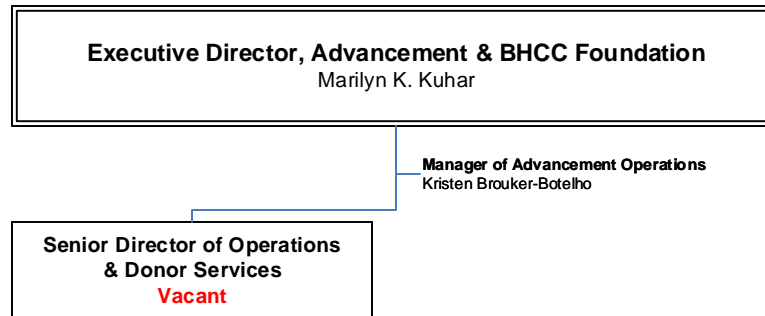 Executive Director, Advancement & BHCC Foundation
Marilyn K. Kuhar
Manager of Advancement Operations
Kristen Brouker-Botelho
Senior Director of Operations
& Donor Services
Vacant